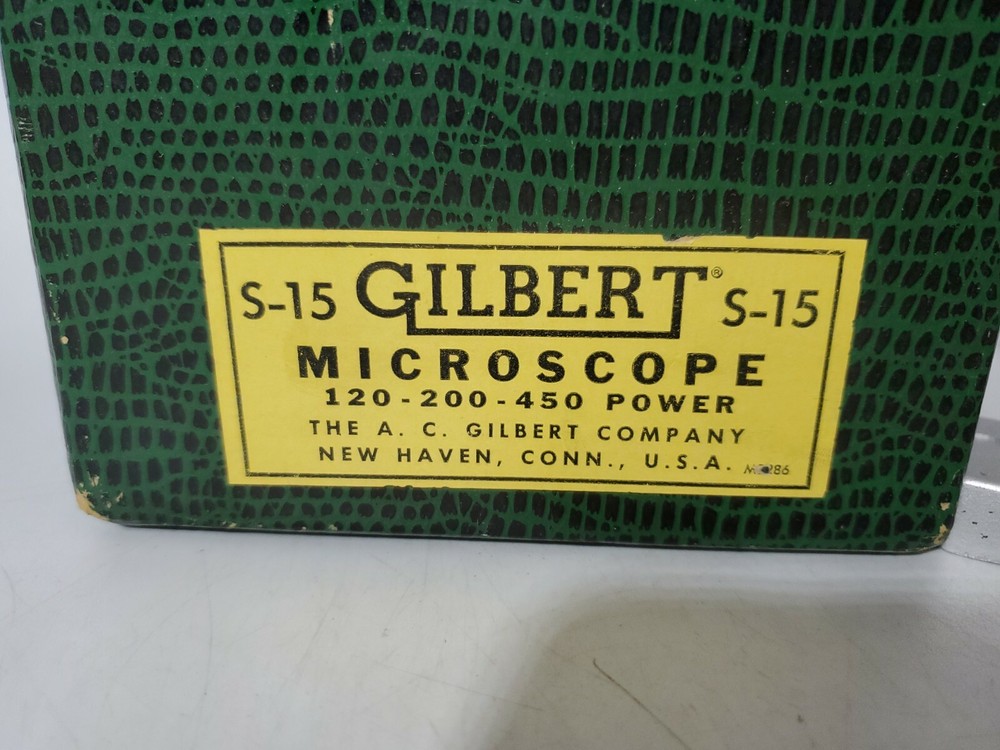 S-15 GILBERT® S-15
MICROSCOPE
120-200-450 POWER
THE A. C. GILBERT COMPANY
NEW HAVEN, CONN., U.S.A.